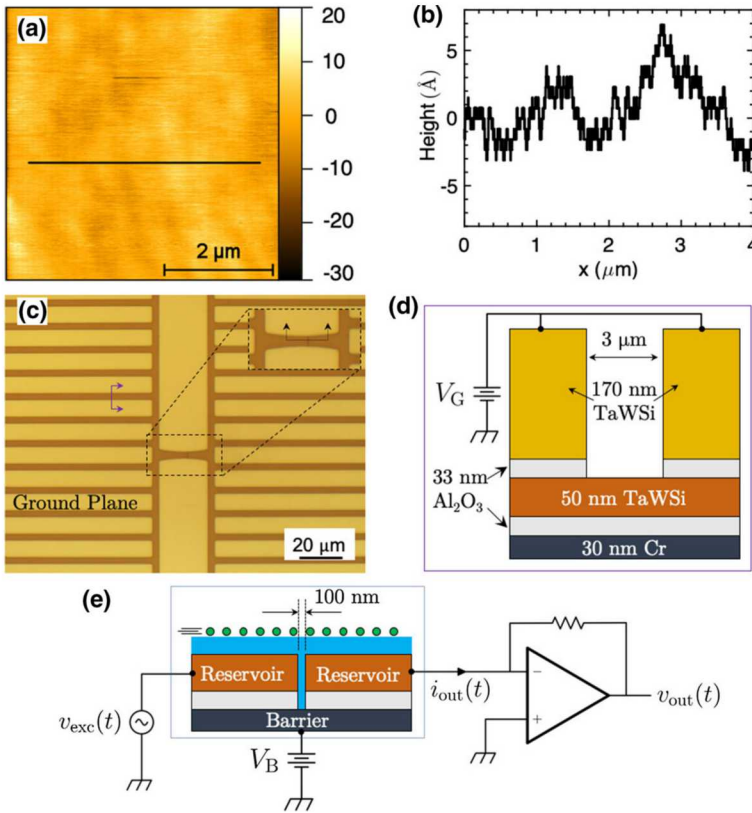 (a)
20
10
0
-10
-20
-30
2 μm
(b)
Height (Å)
5
0
-5
0 1 2 3 4
x (μm)
(c)
Ground Plane
20 μm
(d)
3 μm
V_G
170 nm
TaWSi
33 nm
Al₂O₃
50 nm TaWSi
30 nm Cr
(e)
100 nm
Reservoir Reservoir
Barrier
v_exc(t)
V_B
i_out(t)
−
+
v_out(t)